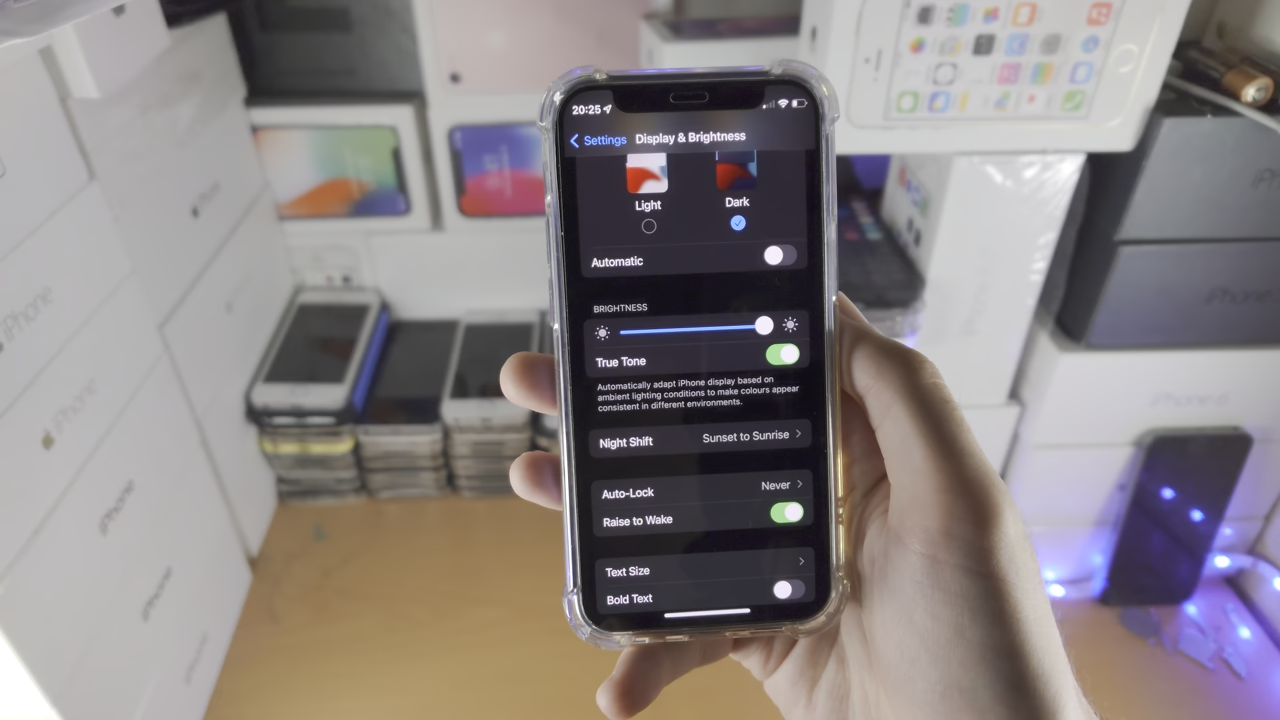 20:25
Settings
Display & Brightness
Light
Dark
Automatic
BRIGHTNESS
True Tone
Automatically adapt iPhone display based on
ambient lighting conditions to make colours appear
consistent in different environments.
Night Shift
Sunset to Sunrise
Auto-Lock
Never
Raise to Wake
Text Size
Bold Text
iPhone
iPhone
iPhone
iPhone